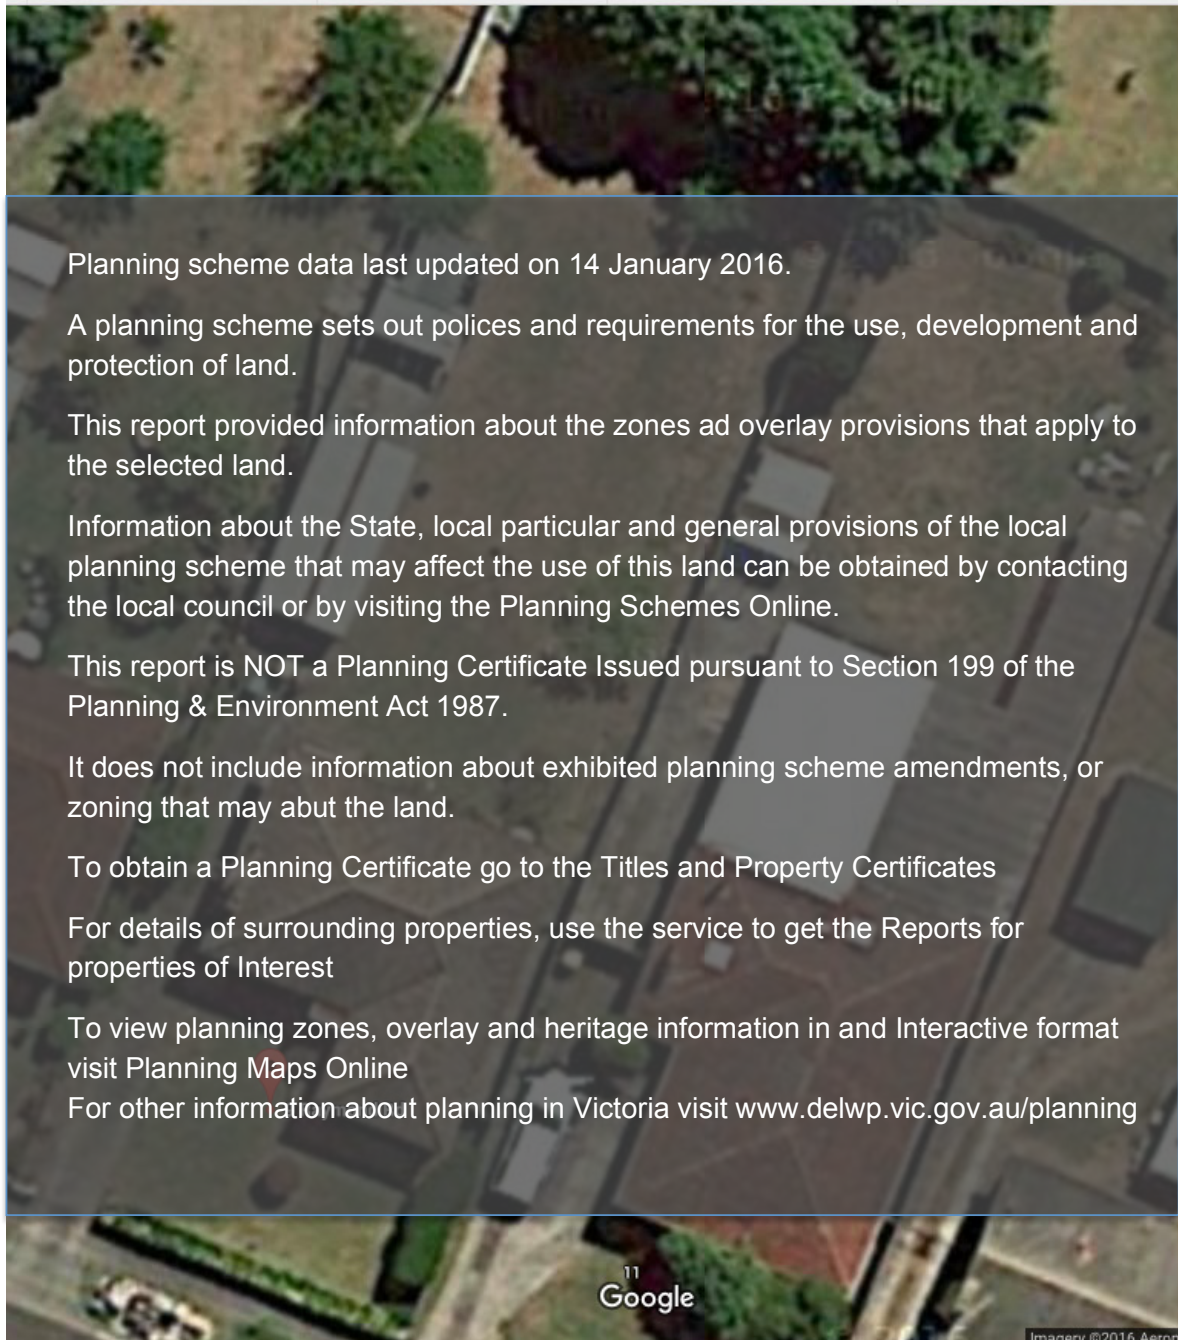 Planning scheme data last updated on 14 January 2016.
A planning scheme sets out polices and requirements for the use, development and
protection of land.
This report provided information about the zones ad overlay provisions that apply to
the selected land.
Information about the State, local particular and general provisions of the local
planning scheme that may affect the use of this land can be obtained by contacting
the local council or by visiting the Planning Schemes Online.
This report is NOT a Planning Certificate Issued pursuant to Section 199 of the
Planning & Environment Act 1987.
It does not include information about exhibited planning scheme amendments, or
zoning that may abut the land.
To obtain a Planning Certificate go to the Titles and Property Certificates
For details of surrounding properties, use the service to get the Reports for
properties of Interest
To view planning zones, overlay and heritage information in and Interactive format
visit Planning Maps Online
For other information about planning in Victoria visit www.delwp.vic.gov.au/planning
11
Google
Imagery ©2016